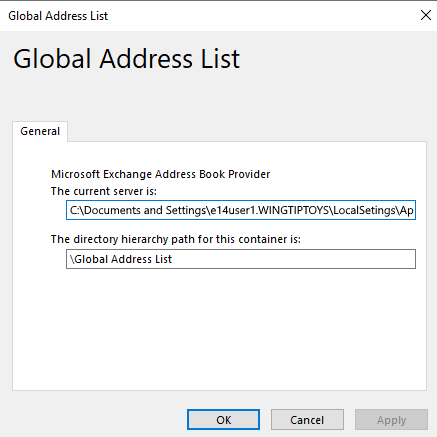 Global Address List
Global Address List
General
Microsoft Exchange Address Book Provider
The current server is:
C:\Documents and Settings\e14user1.WINGTIPTOYS\LocalSetings\Ap
The directory hierarchy path for this container is:
\Global Address List
OK Cancel Apply